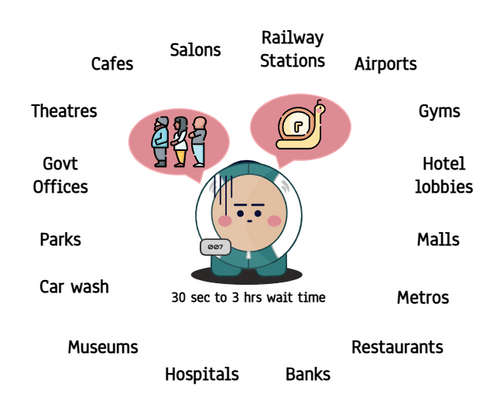 Railway
Stations
Salons
Cafes
Airports
Theatres
Gyms
Govt
Offices
Hotel
lobbies
Parks
Malls
007
Car wash
30 sec to 3 hrs wait time
Metros
Museums
Restaurants
Hospitals
Banks